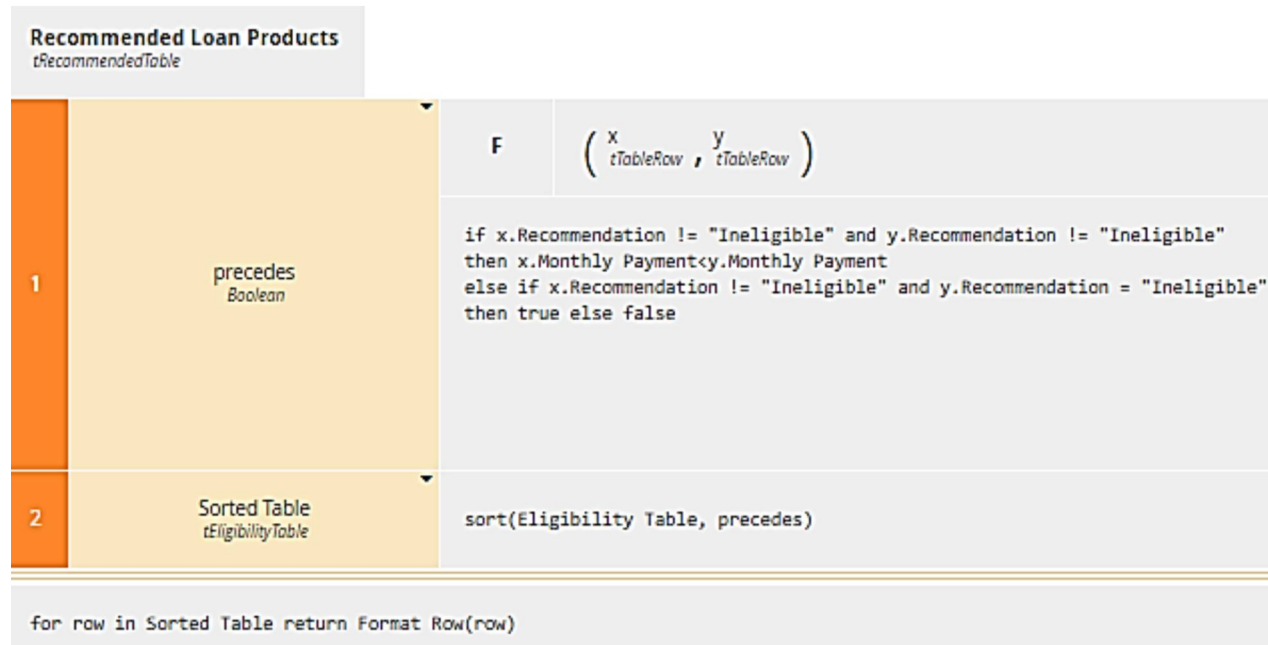 Recommended Loan Products
tRecommendedTable
1
precedes
Boolean
F
( x , y )
tTableRow tTableRow
if x.Recommendation != "Ineligible" and y.Recommendation != "Ineligible"
then x.Monthly Payment<y.Monthly Payment
else if x.Recommendation != "Ineligible" and y.Recommendation = "Ineligible"
then true else false
2
Sorted Table
tEligibilityTable
sort(Eligibility Table, precedes)
for row in Sorted Table return Format Row(row)